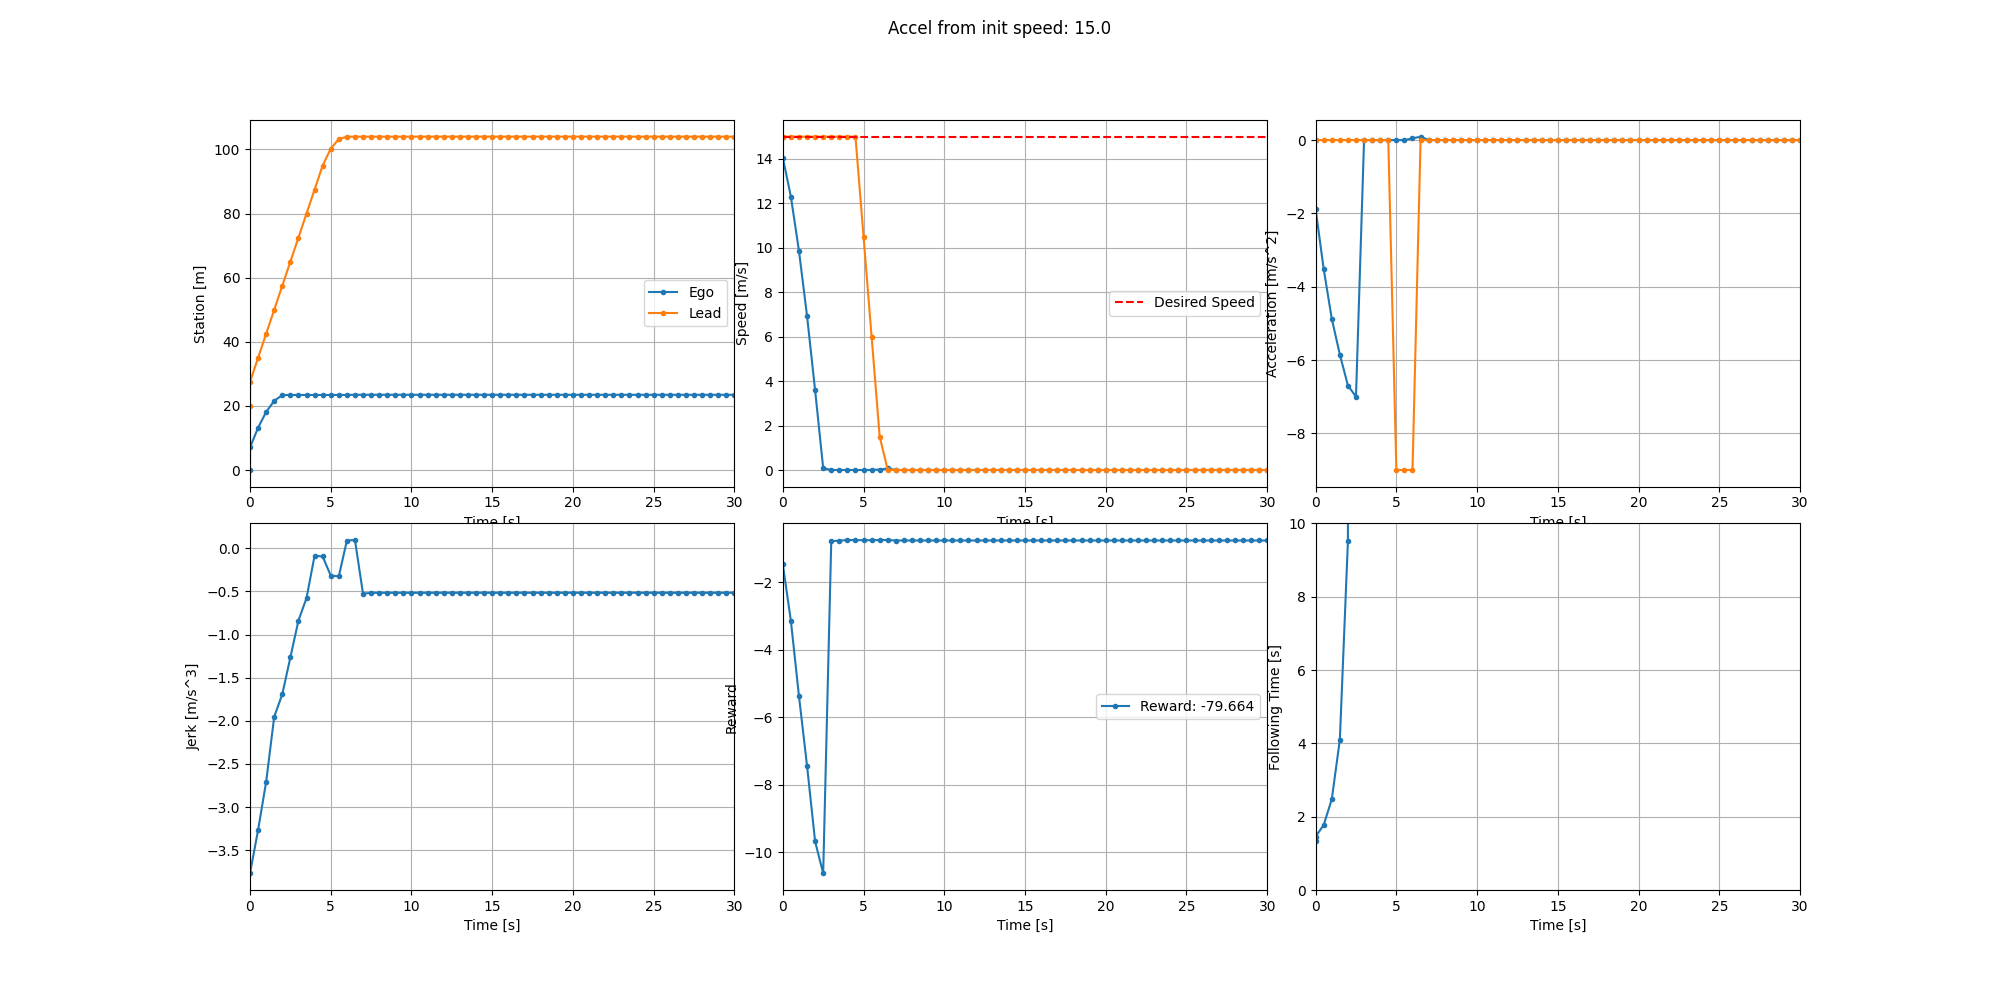 Accel from init speed: 15.0
100
80
60
40
20
0
Station [m]
Ego
Lead
0 5 10 15 20 25 30
Time [s]
14
12
10
8
6
4
2
0
Speed [m/s]
Desired Speed
0 5 10 15 20 25 30
Time [s]
0
−2
−4
−6
−8
Acceleration [m/s^2]
0 5 10 15 20 25 30
Time [s]
0.0
−0.5
−1.0
−1.5
−2.0
−2.5
−3.0
−3.5
Jerk [m/s^3]
0 5 10 15 20 25 30
Time [s]
−2
−4
−6
−8
−10
Reward
Reward: -79.664
0 5 10 15 20 25 30
Time [s]
10
8
6
4
2
0
Following Time [s]
0 5 10 15 20 25 30
Time [s]